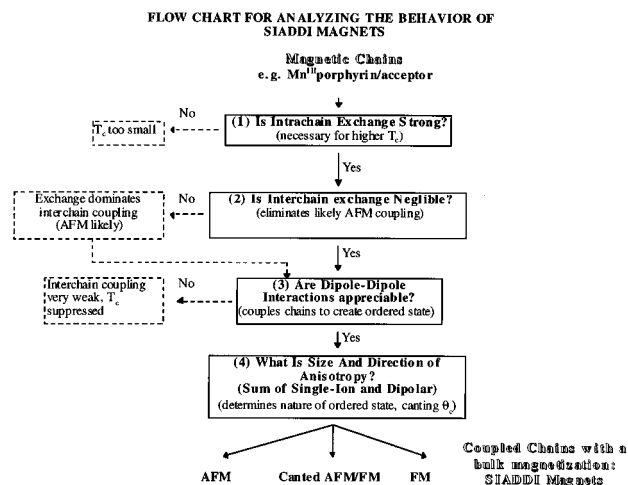 FLOW CHART FOR ANALYZING THE BEHAVIOR OF
SIADDI MAGNETS
Magnetic Chains
e.g. Mn^III porphyrin/acceptor
No
T_c too small
(1) Is Intrachain Exchange Strong?
(necessary for higher T_c)
Yes
Exchange dominates
interchain coupling
(AFM likely)
No
(2) Is Interchain exchange Neglible?
(eliminates likely AFM coupling)
Yes
Interchain coupling
very weak, T_c
suppressed
No
(3) Are Dipole-Dipole
Interactions appreciable?
(couples chains to create ordered state)
Yes
(4) What Is Size And Direction of
Anisotropy?
(Sum of Single-Ion and Dipolar)
(determines nature of ordered state, canting θ_c)
AFM
Canted AFM/FM
FM
Coupled Chains with a
bulk magnetization:
SIADDI Magnets